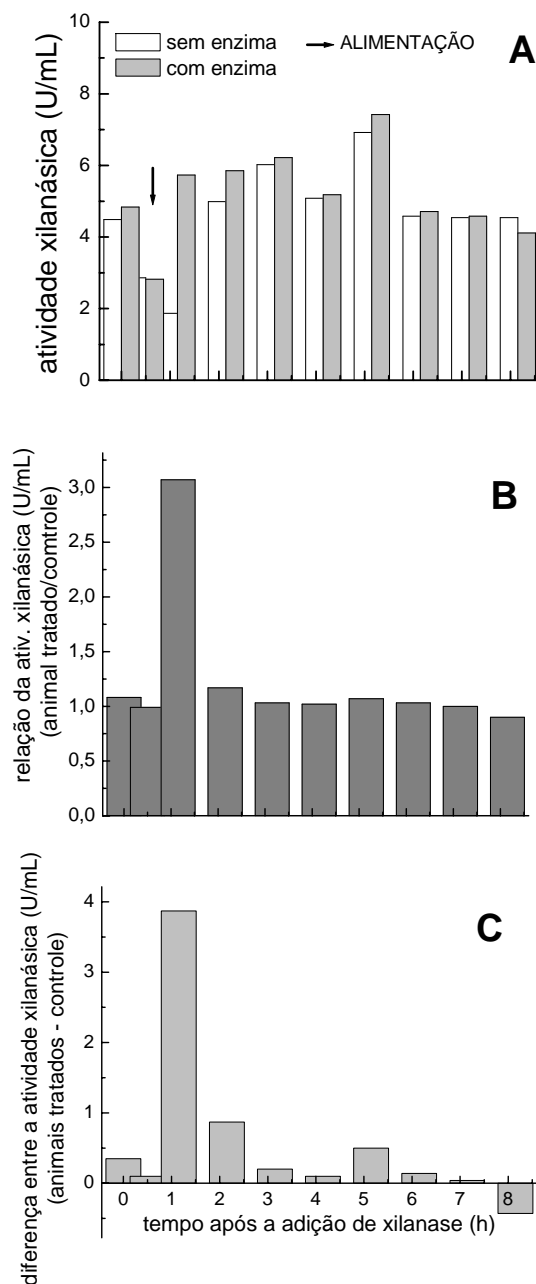 A
sem enzima
com enzima
ALIMENTAÇÃO
atividade xilanásica (U/mL)
10
8
6
4
2
0
B
relação da ativ. xilanásica (U/mL)
(animal tratado/comtrole)
3,0
2,5
2,0
1,5
1,0
0,5
0,0
C
diferença entre a atividade xilanásica (U/mL)
(animais tratados - controle)
4
3
2
1
0
0 1 2 3 4 5 6 7 8
tempo após a adição de xilanase (h)